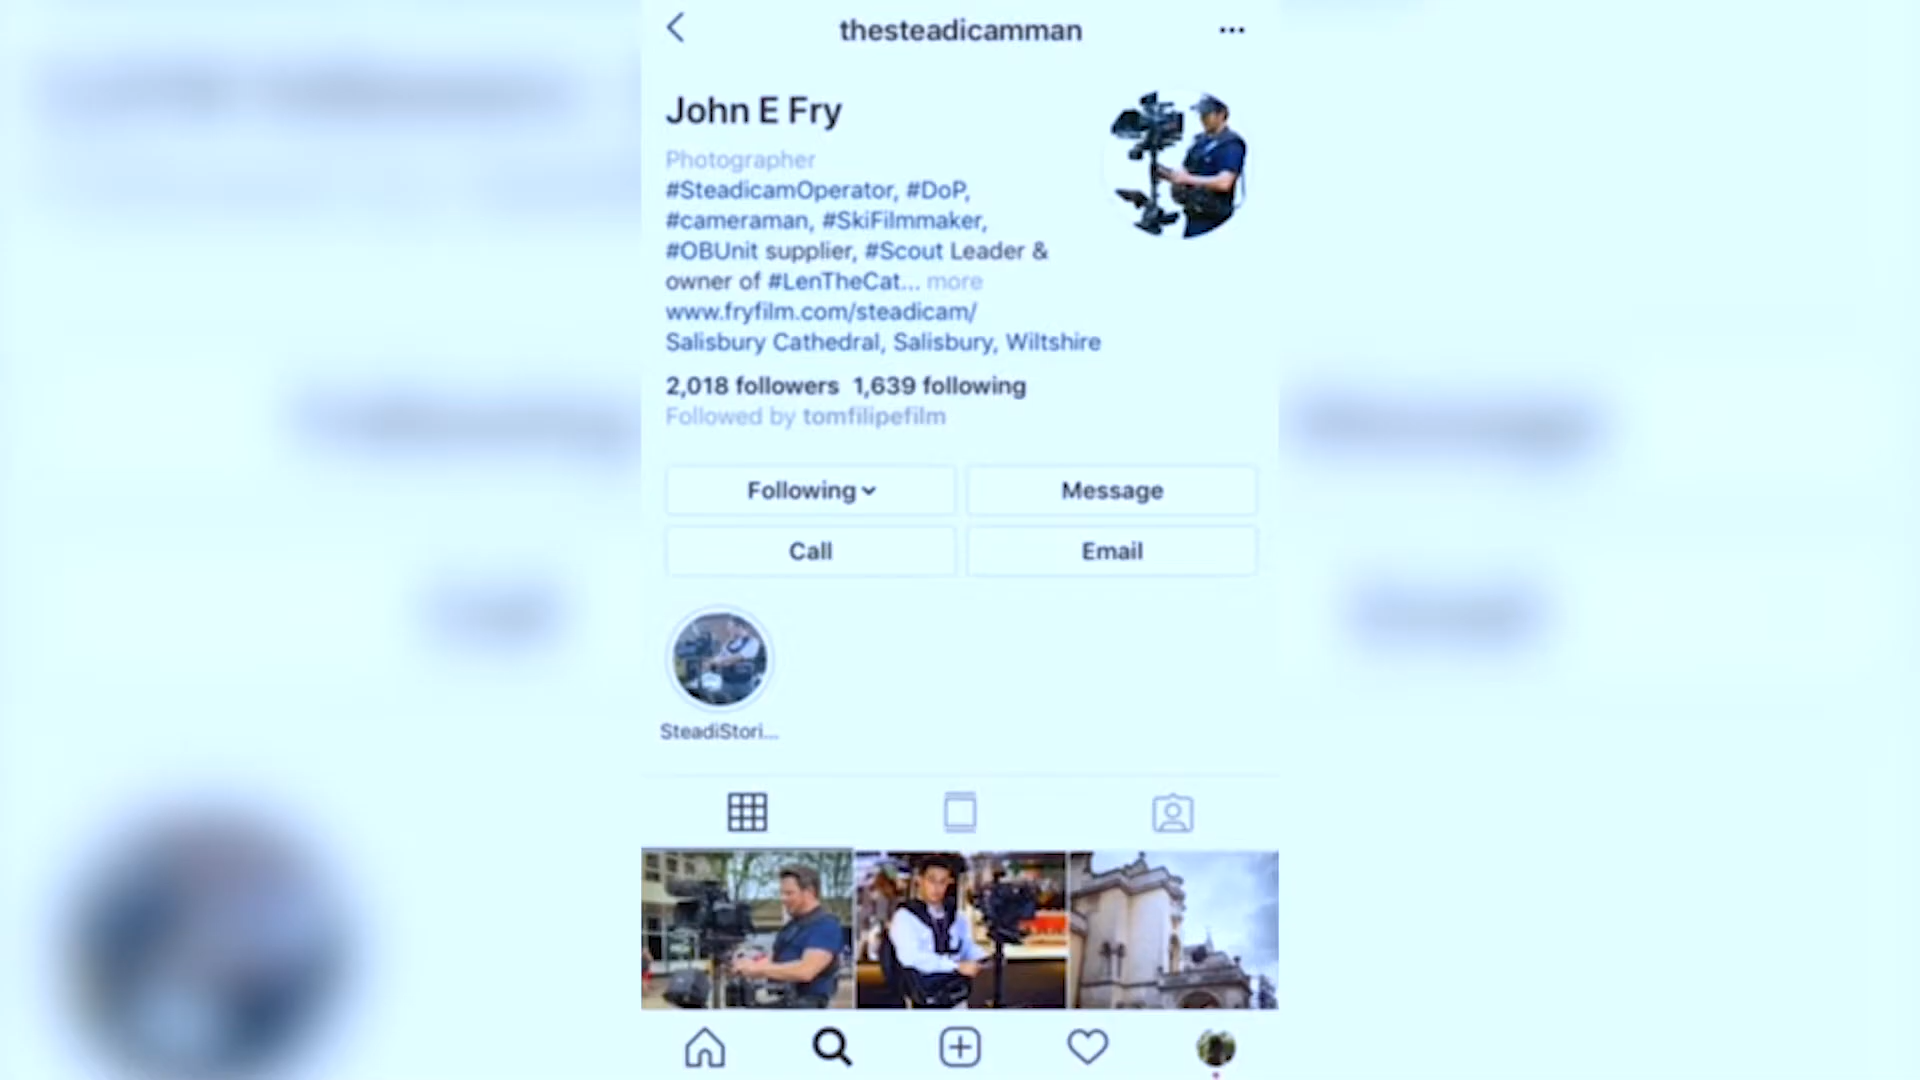 thesteadicamman
John E Fry
Photographer
#SteadicamOperator, #DoP,
#cameraman, #SkiFilmmaker,
#OBUnit supplier, #Scout Leader &
owner of #LenTheCat... more
www.fryfilm.com/steadicam/
Salisbury Cathedral, Salisbury, Wiltshire
2,018 followers 1,639 following
Followed by tomfilipefilm
Following Message
Call Email
SteadiStori...